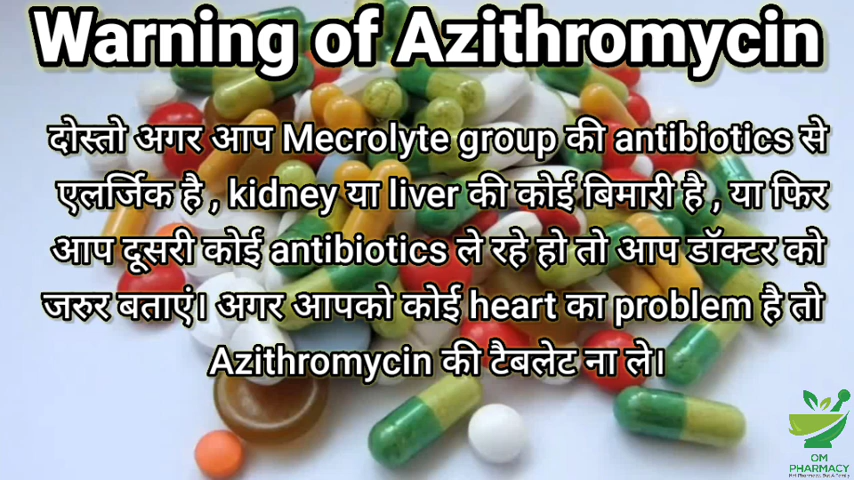 Warning of Azithromycin
दोस्तो अगर आप Mecrolyte group की antibiotics से
एलर्जिक है , kidney या liver की कोई बिमारी है , या फिर
आप दूसरी कोई antibiotics ले रहे हो तो आप डॉक्टर को
जरुर बताएं। अगर आपको कोई heart का problem है तो
Azithromycin की टैबलेट ना ले।
OM
PHARMACY